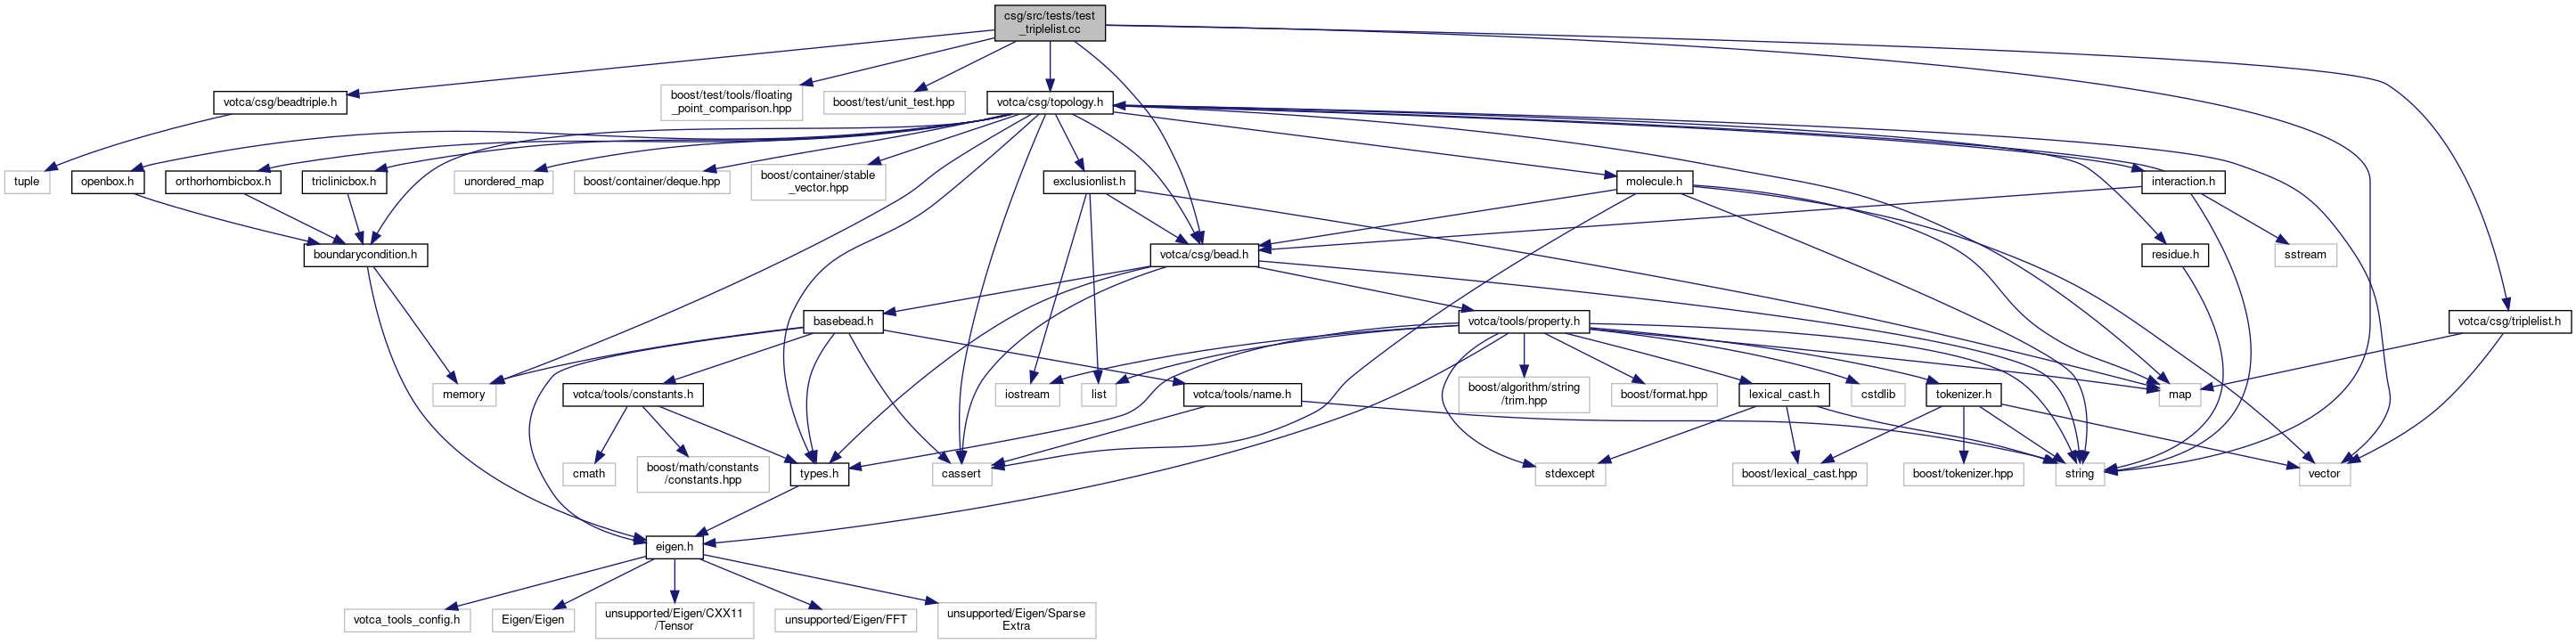 csg/src/tests/test
_triplelist.cc
votca/csg/beadtriple.h
boost/test/tools/floating
_point_comparison.hpp
boost/test/unit_test.hpp
votca/csg/topology.h
tuple
openbox.h
orthorhombicbox.h
triclinicbox.h
unordered_map
boost/container/deque.hpp
boost/container/stable
_vector.hpp
exclusionlist.h
molecule.h
interaction.h
boundarycondition.h
votca/csg/bead.h
residue.h
sstream
basebead.h
votca/tools/property.h
votca/csg/triplelist.h
memory
votca/tools/constants.h
iostream
list
votca/tools/name.h
boost/algorithm/string
/trim.hpp
boost/format.hpp
lexical_cast.h
cstdlib
tokenizer.h
map
cmath
boost/math/constants
/constants.hpp
types.h
cassert
stdexcept
boost/lexical_cast.hpp
boost/tokenizer.hpp
string
vector
eigen.h
votca_tools_config.h
Eigen/Eigen
unsupported/Eigen/CXX11
/Tensor
unsupported/Eigen/FFT
unsupported/Eigen/Sparse
Extra